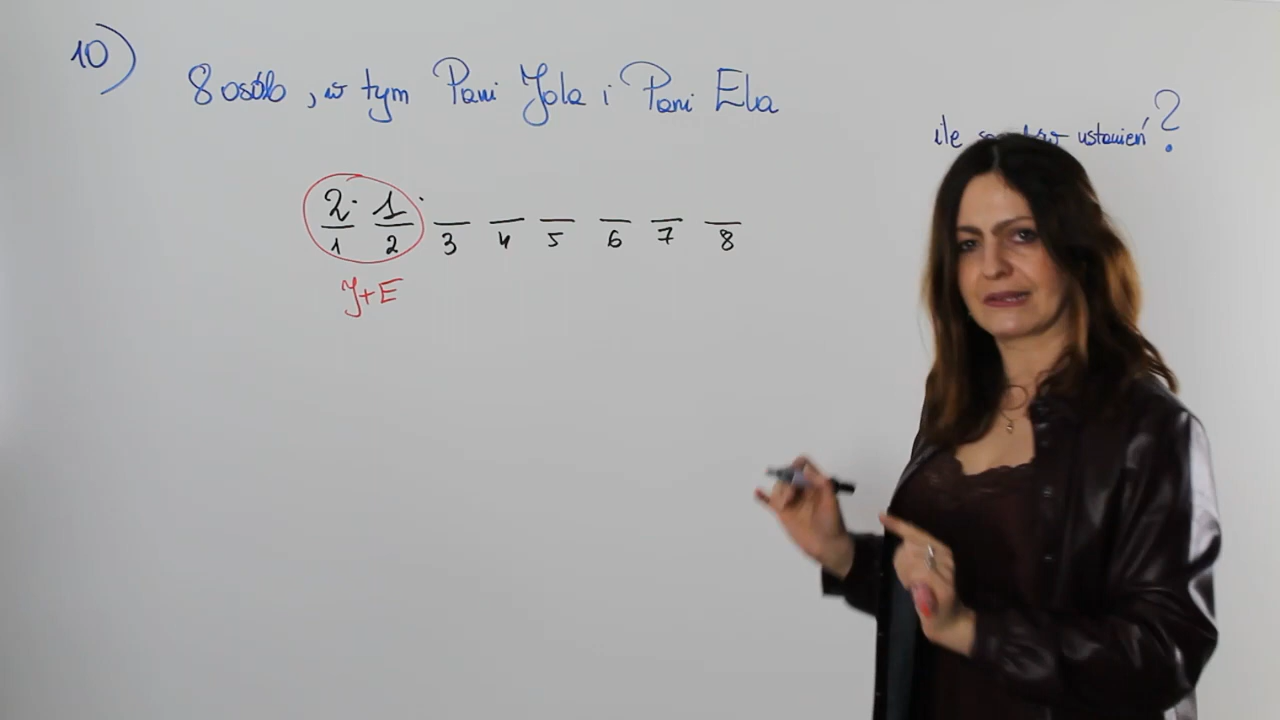 10)
8 osób, w tym Pani Jola i Pani Ela
ile ustawień?
2 · 1 ·
1 2 3 4 5 6 7 8
J+E